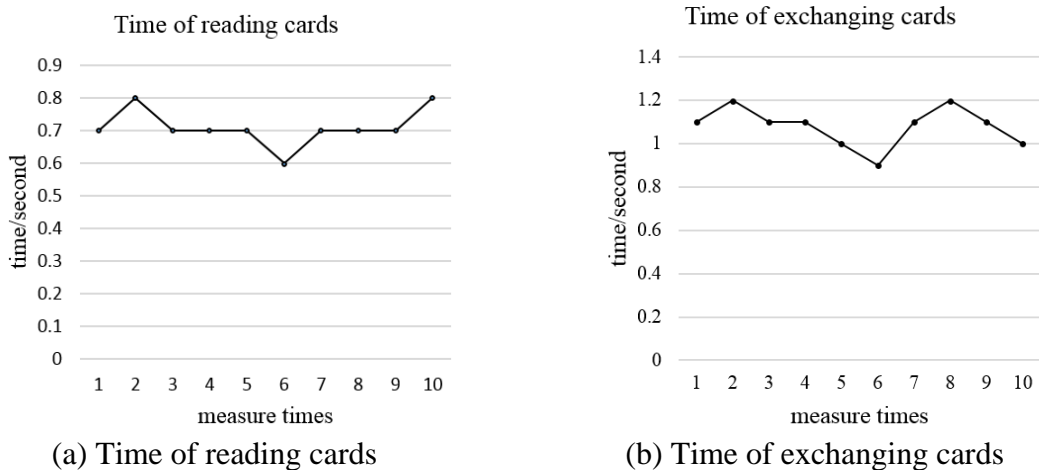 Time of reading cards
0.9
0.8
0.7
0.6
0.5
0.4
0.3
0.2
0.1
0
time/second
1 2 3 4 5 6 7 8 9 10
measure times
(a) Time of reading cards
Time of exchanging cards
1.4
1.2
1
0.8
0.6
0.4
0.2
0
time/second
1 2 3 4 5 6 7 8 9 10
measure times
(b) Time of exchanging cards